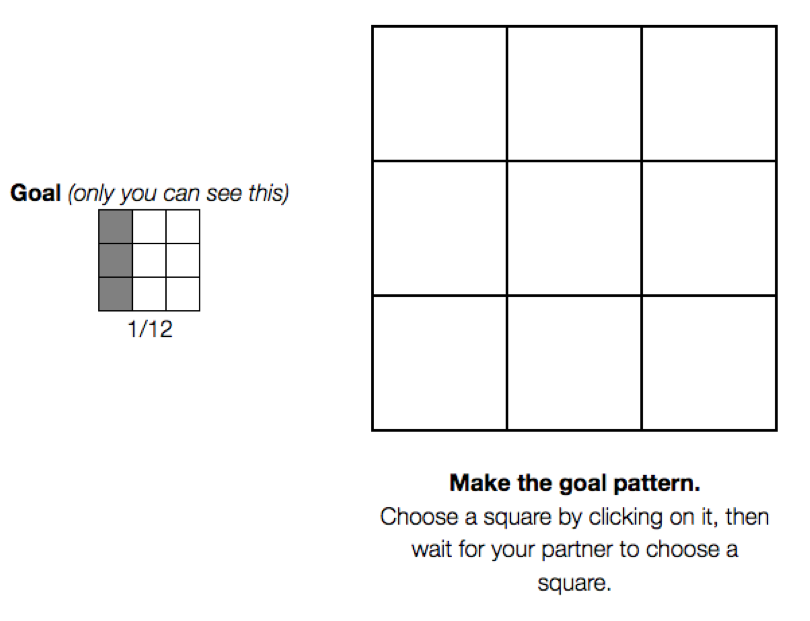 Goal (only you can see this)
1/12
Make the goal pattern.
Choose a square by clicking on it, then
wait for your partner to choose a
square.